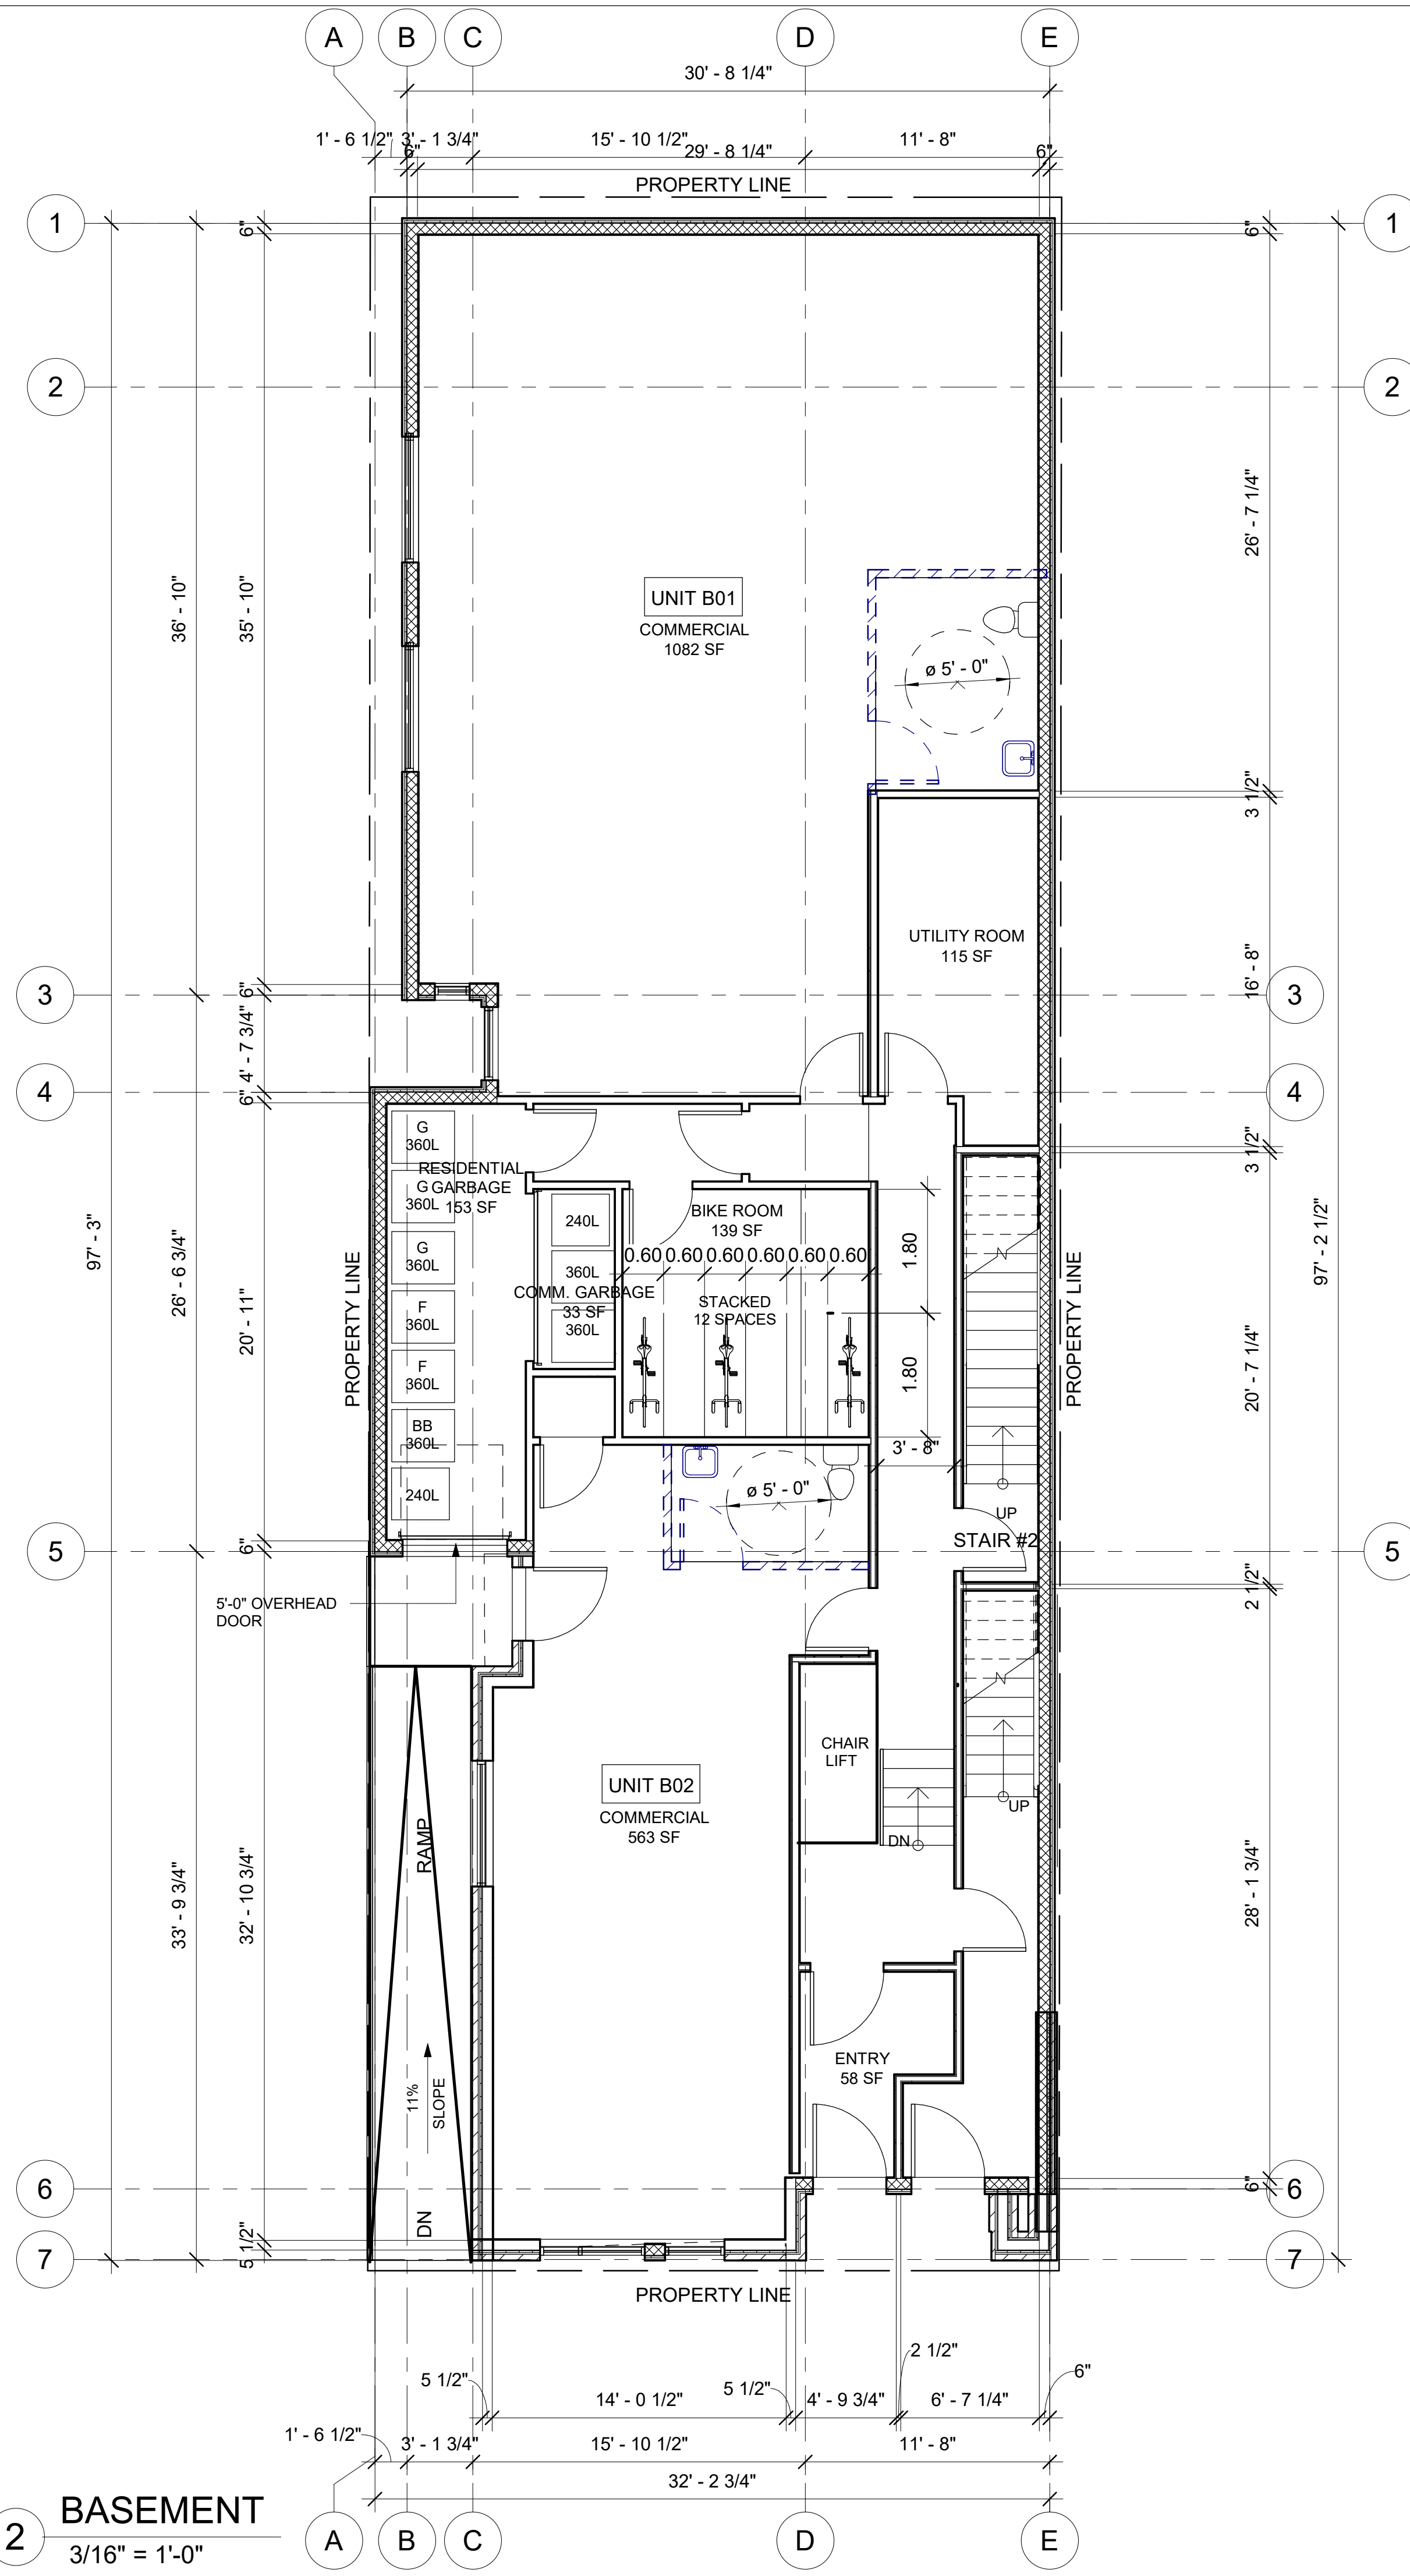 A B C D E
30' - 8 1/4"
1' - 6 1/2" 3' - 1 3/4" 15' - 10 1/2" 11' - 8"
6" 29' - 8 1/4" 6"
PROPERTY LINE
1 1
6" 6"
2 2
26' - 7 1/4"
36' - 10" 35' - 10"
UNIT B01
COMMERCIAL
1082 SF
ø 5' - 0"
3 1/2"
UTILITY ROOM
115 SF
16' - 8"
3 3
6"
4' - 7 3/4"
4 4
6"
3 1/2"
G
360L
RESIDENTIAL
GARBAGE
153 SF
G
360L
G
360L
F
360L
F
360L
BB
360L
240L
240L
360L
COMM. GARBAGE
33 SF
360L
BIKE ROOM
139 SF
0.60 0.60 0.60 0.60 0.60 0.60
STACKED
12 SPACES
1.80
1.80
97' - 3"
26' - 6 3/4"
20' - 11"
PROPERTY LINE
PROPERTY LINE
20' - 7 1/4"
97' - 2 1/2"
3' - 8"
ø 5' - 0"
N
UP
STAIR #2
5 5
6"
2 1/2"
5'-0" OVERHEAD
DOOR
N
UP
CHAIR
LIFT
DN
UNIT B02
COMMERCIAL
563 SF
RAMP
33' - 9 3/4"
32' - 10 3/4"
28' - 1 3/4"
ENTRY
58 SF
11%
SLOPE
DN
6 6
6"
5 1/2"
7 7
PROPERTY LINE
2 1/2"
5 1/2" 14' - 0 1/2" 5 1/2" 4' - 9 3/4" 6' - 7 1/4" 6"
1' - 6 1/2" 3' - 1 3/4" 15' - 10 1/2" 11' - 8"
32' - 2 3/4"
A B C D E
2 BASEMENT
3/16" = 1'-0"